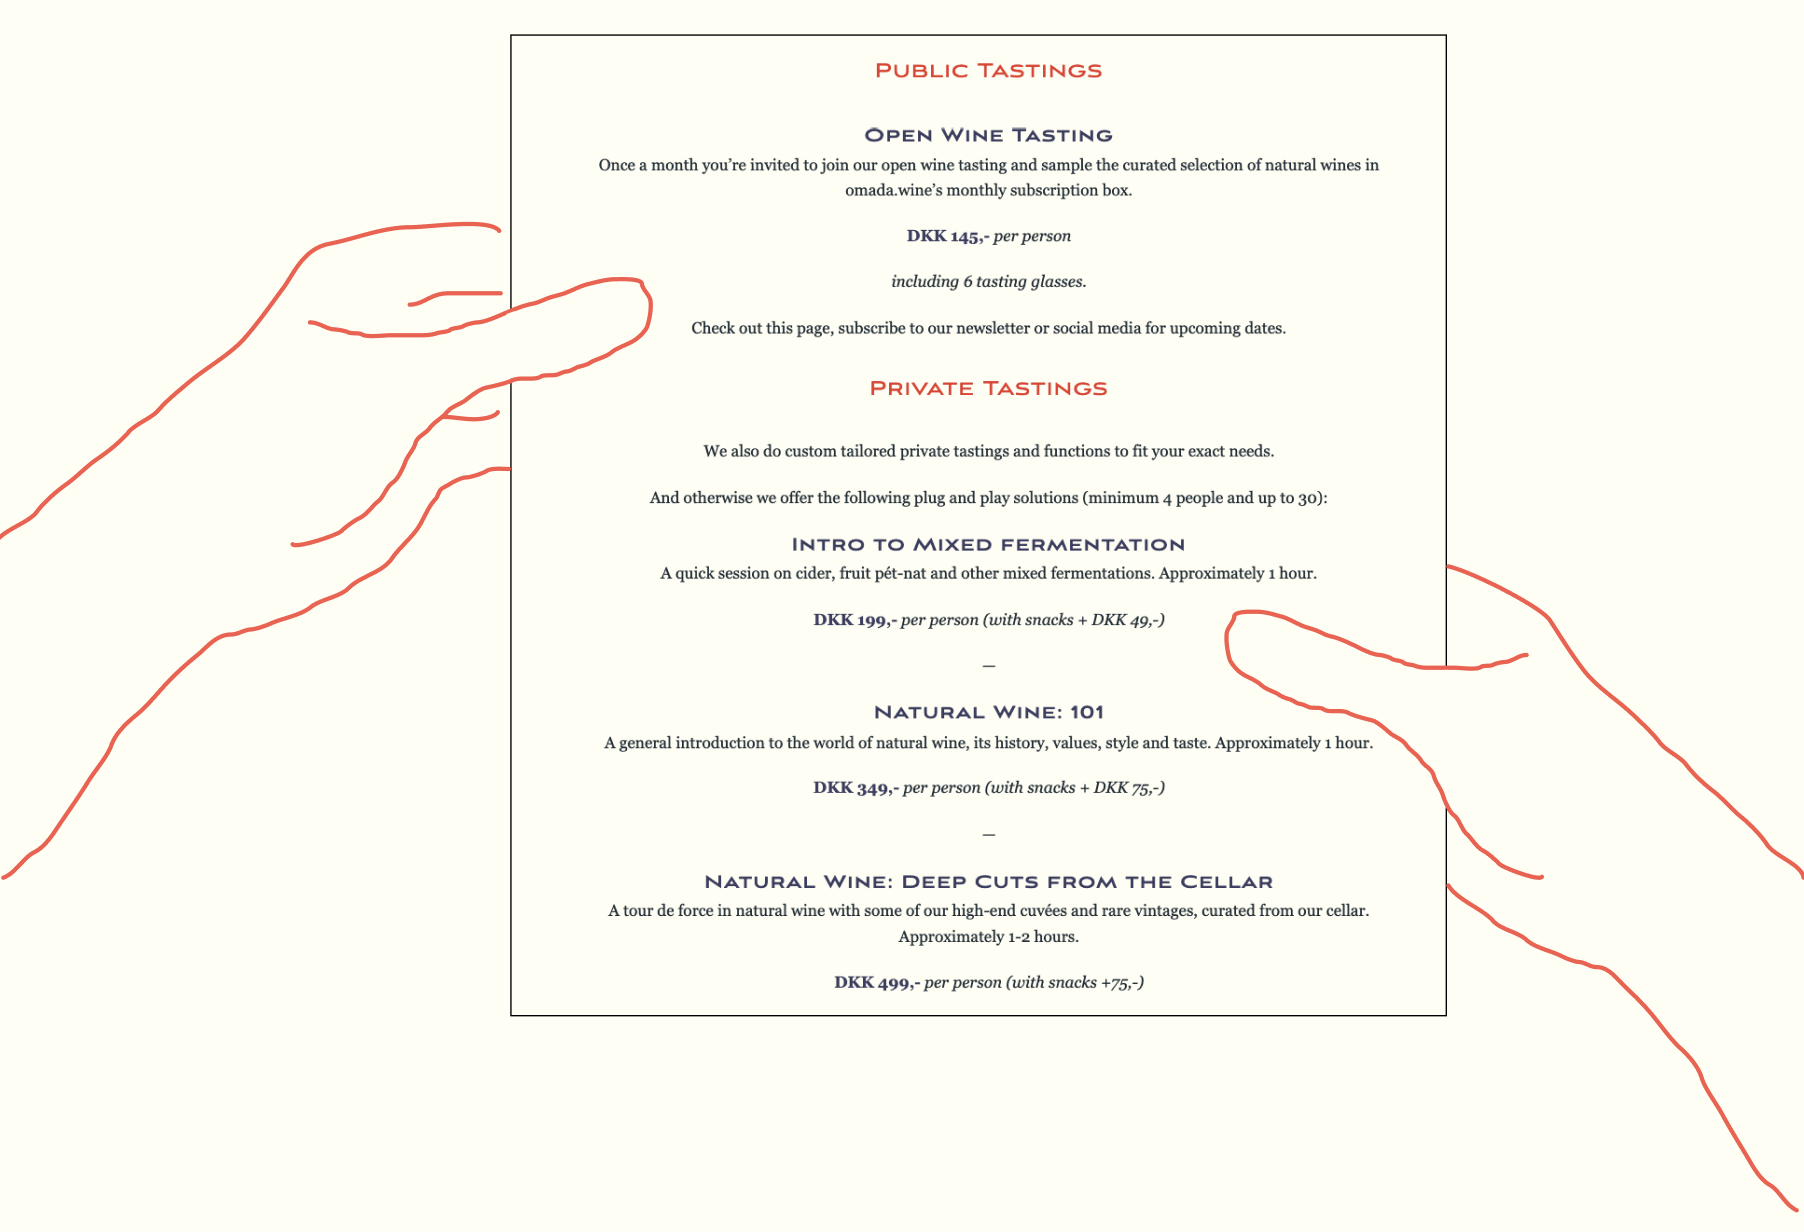 Public Tastings
Open Wine Tasting
Once a month you’re invited to join our open wine tasting and sample the curated selection of natural wines in
omada.wine’s monthly subscription box.
DKK 145,- per person
including 6 tasting glasses.
Check out this page, subscribe to our newsletter or social media for upcoming dates.
Private Tastings
We also do custom tailored private tastings and functions to fit your exact needs.
And otherwise we offer the following plug and play solutions (minimum 4 people and up to 30):
Intro to Mixed fermentation
A quick session on cider, fruit pét-nat and other mixed fermentations. Approximately 1 hour.
DKK 199,- per person (with snacks + DKK 49,-)
—
Natural Wine: 101
A general introduction to the world of natural wine, its history, values, style and taste. Approximately 1 hour.
DKK 349,- per person (with snacks + DKK 75,-)
—
Natural Wine: Deep Cuts from the Cellar
A tour de force in natural wine with some of our high-end cuvées and rare vintages, curated from our cellar.
Approximately 1-2 hours.
DKK 499,- per person (with snacks +75,-)